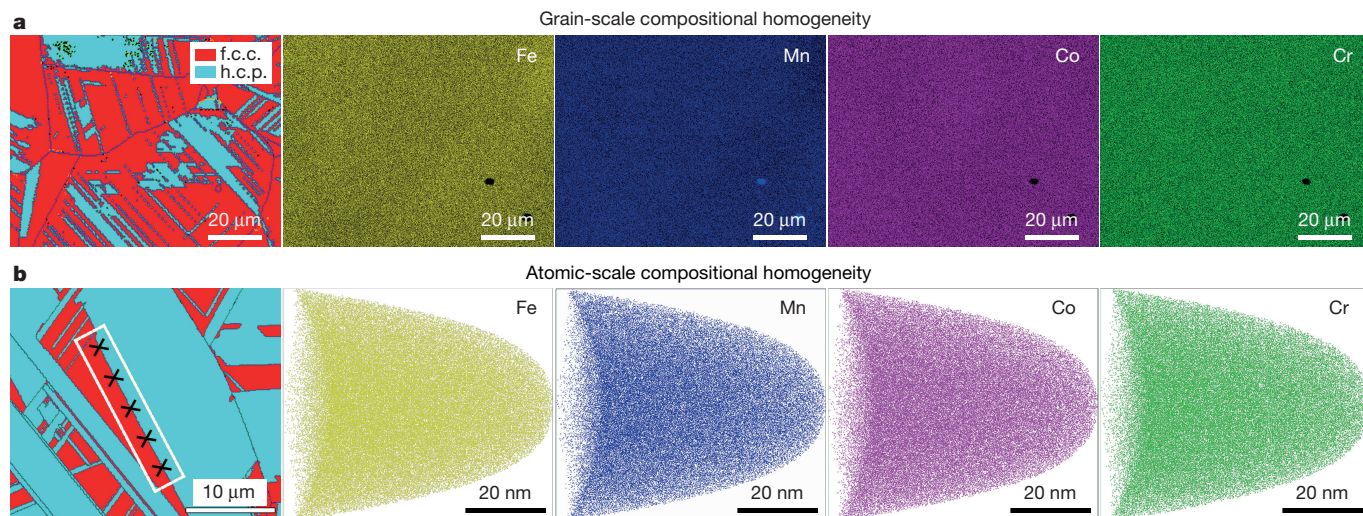 a
Grain-scale compositional homogeneity
f.c.c.
h.c.p.
20 μm
Fe
20 μm
Mn
20 μm
Co
20 μm
Cr
20 μm
b
Atomic-scale compositional homogeneity
10 μm
Fe
20 nm
Mn
20 nm
Co
20 nm
Cr
20 nm